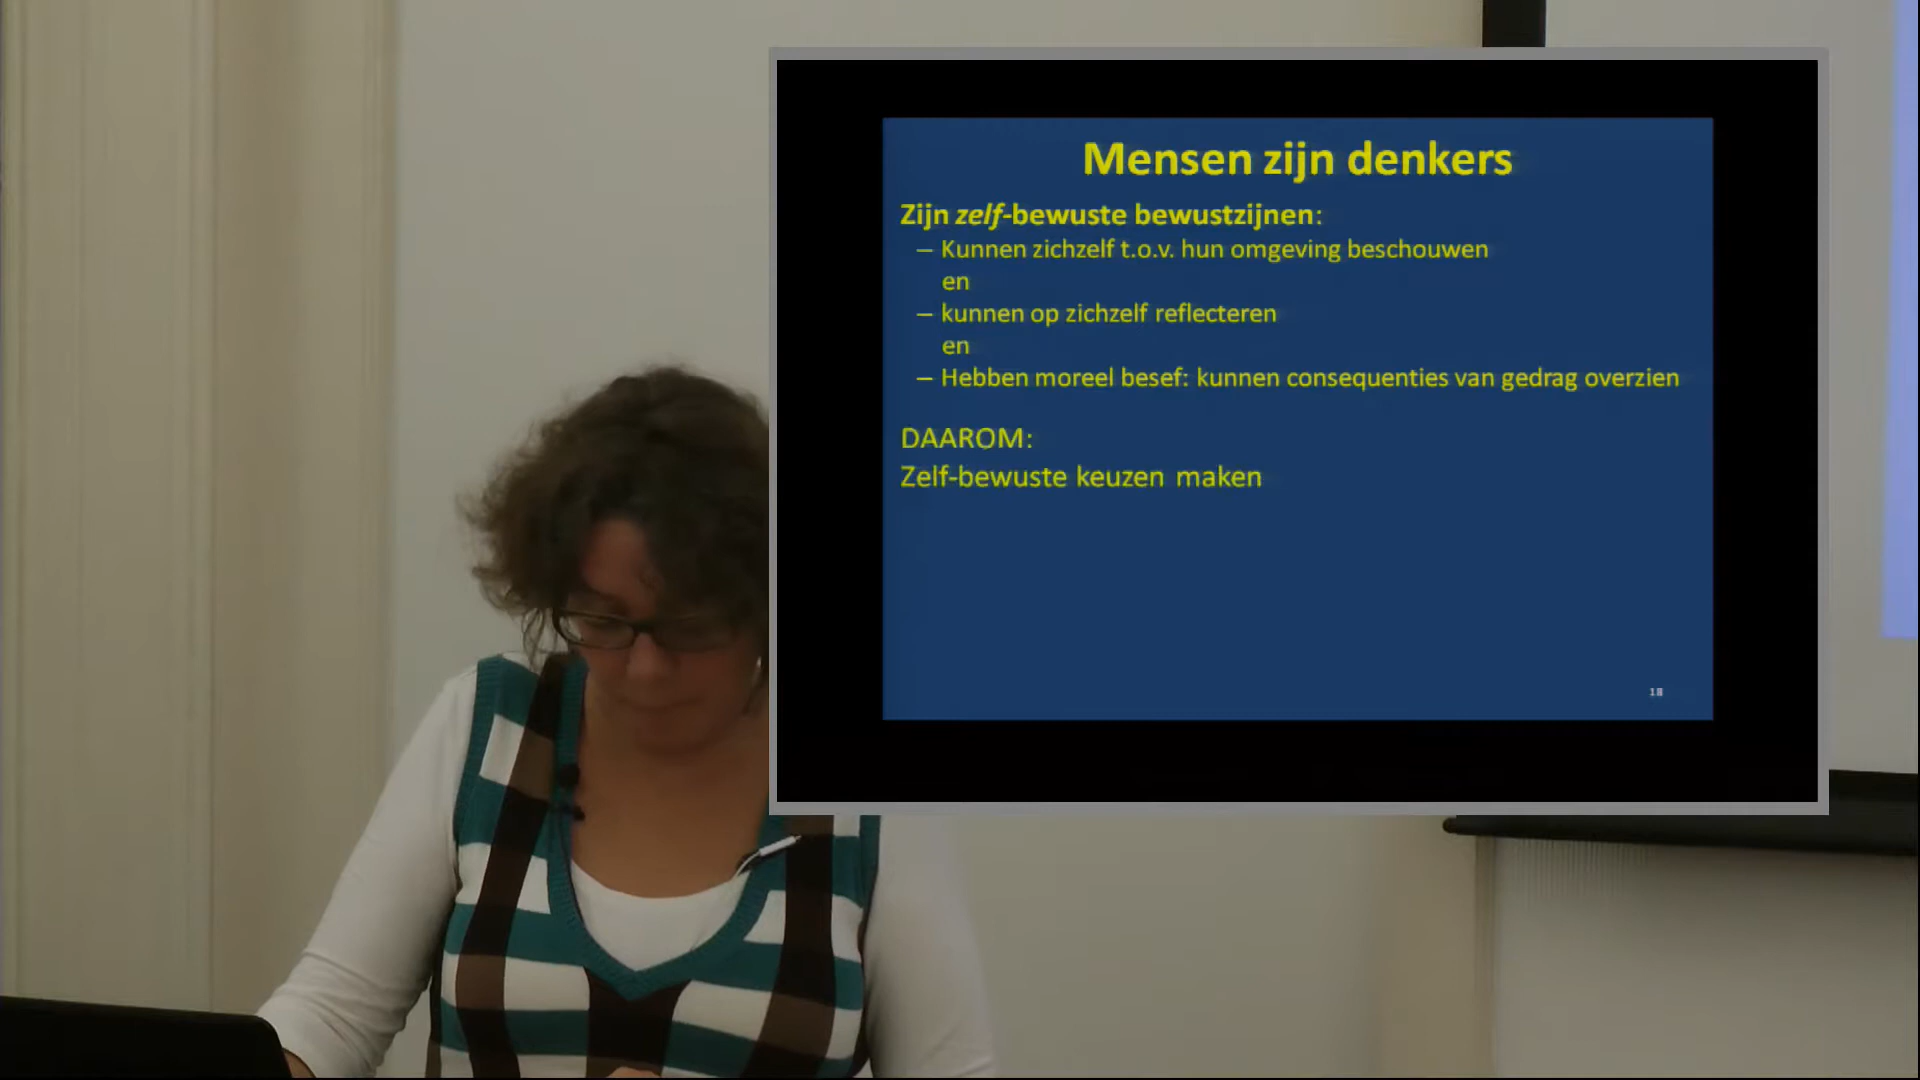 Mensen zijn denkers
Zijn zelf-bewuste bewustzijnen:
– Kunnen zichzelf t.o.v. hun omgeving beschouwen
en
– kunnen op zichzelf reflecteren
en
– Hebben moreel besef: kunnen consequenties van gedrag overzien
DAAROM:
Zelf-bewuste keuzen maken
18